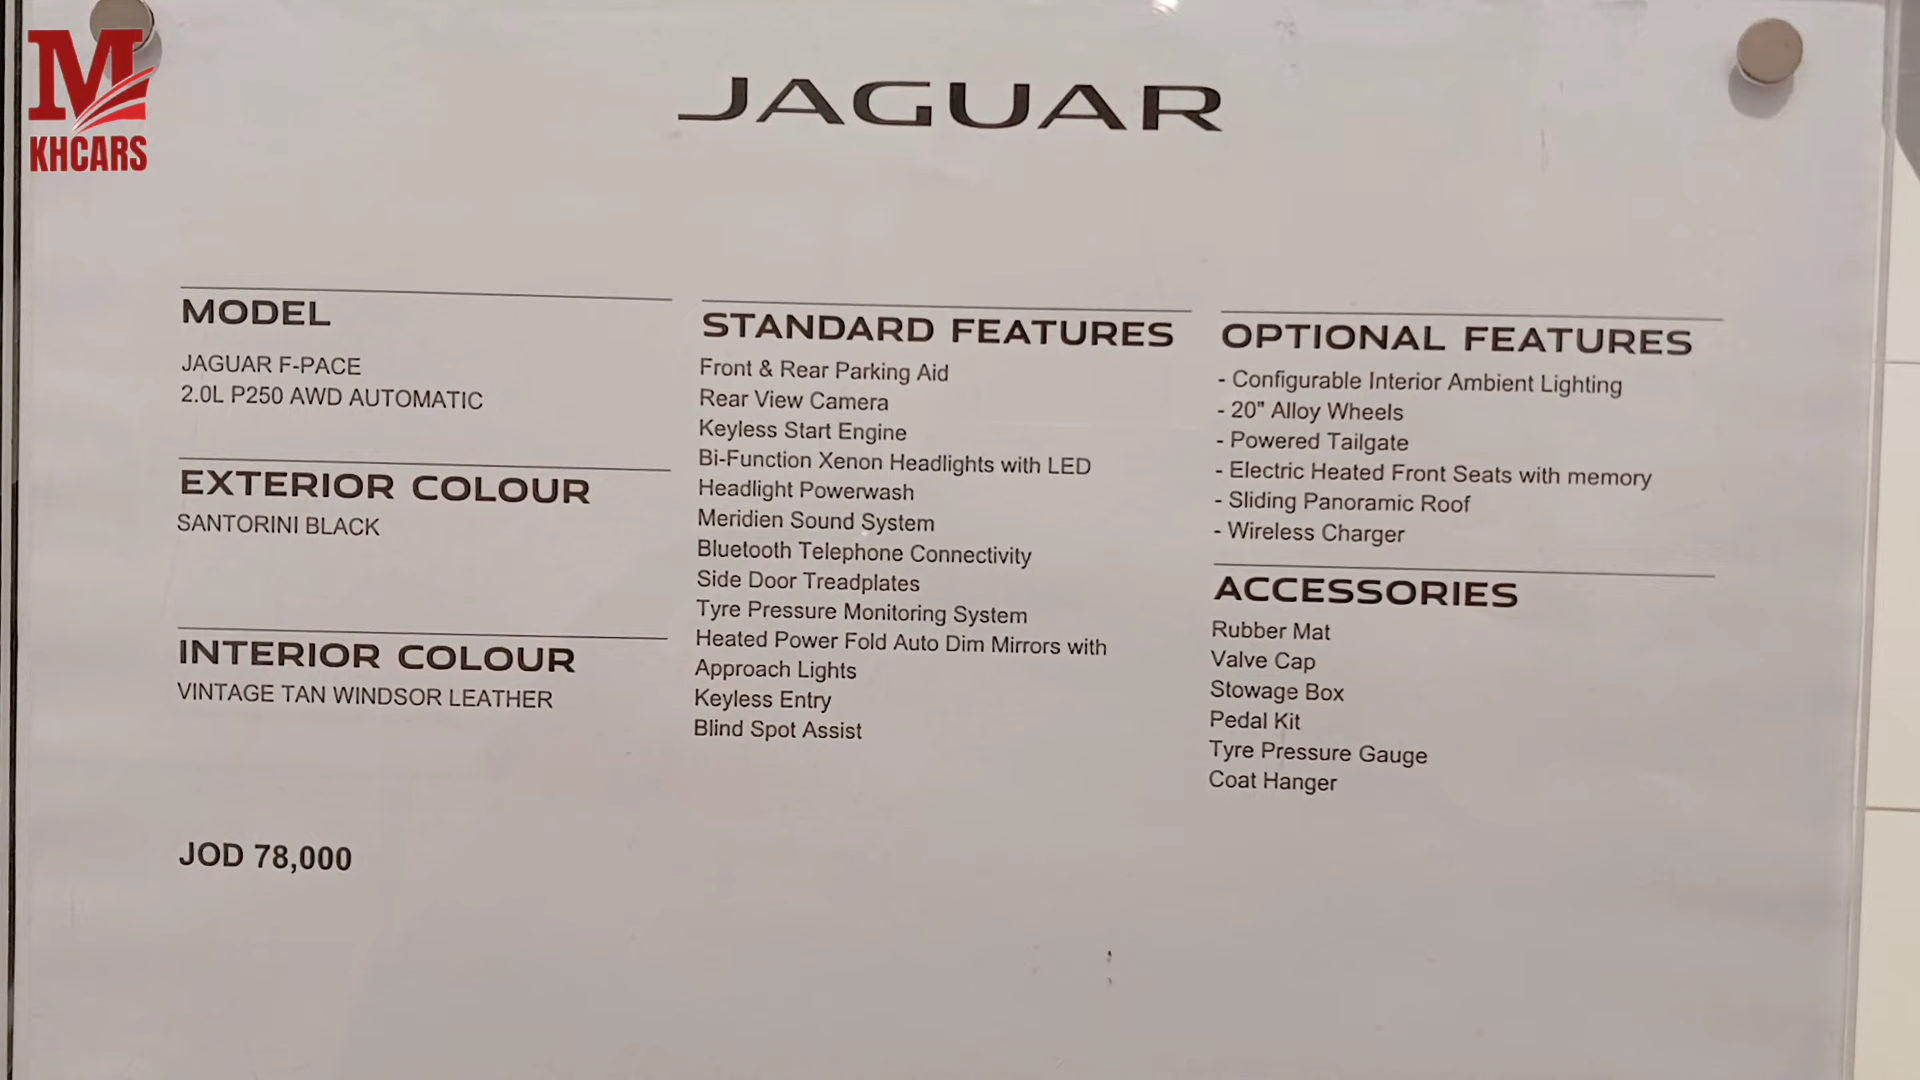 M
KHCARS
JAGUAR
MODEL
JAGUAR F-PACE
2.0L P250 AWD AUTOMATIC
EXTERIOR COLOUR
SANTORINI BLACK
INTERIOR COLOUR
VINTAGE TAN WINDSOR LEATHER
JOD 78,000
STANDARD FEATURES
Front & Rear Parking Aid
Rear View Camera
Keyless Start Engine
Bi-Function Xenon Headlights with LED
Headlight Powerwash
Meridien Sound System
Bluetooth Telephone Connectivity
Side Door Treadplates
Tyre Pressure Monitoring System
Heated Power Fold Auto Dim Mirrors with
Approach Lights
Keyless Entry
Blind Spot Assist
OPTIONAL FEATURES
- Configurable Interior Ambient Lighting
- 20" Alloy Wheels
- Powered Tailgate
- Electric Heated Front Seats with memory
- Sliding Panoramic Roof
- Wireless Charger
ACCESSORIES
Rubber Mat
Valve Cap
Stowage Box
Pedal Kit
Tyre Pressure Gauge
Coat Hanger